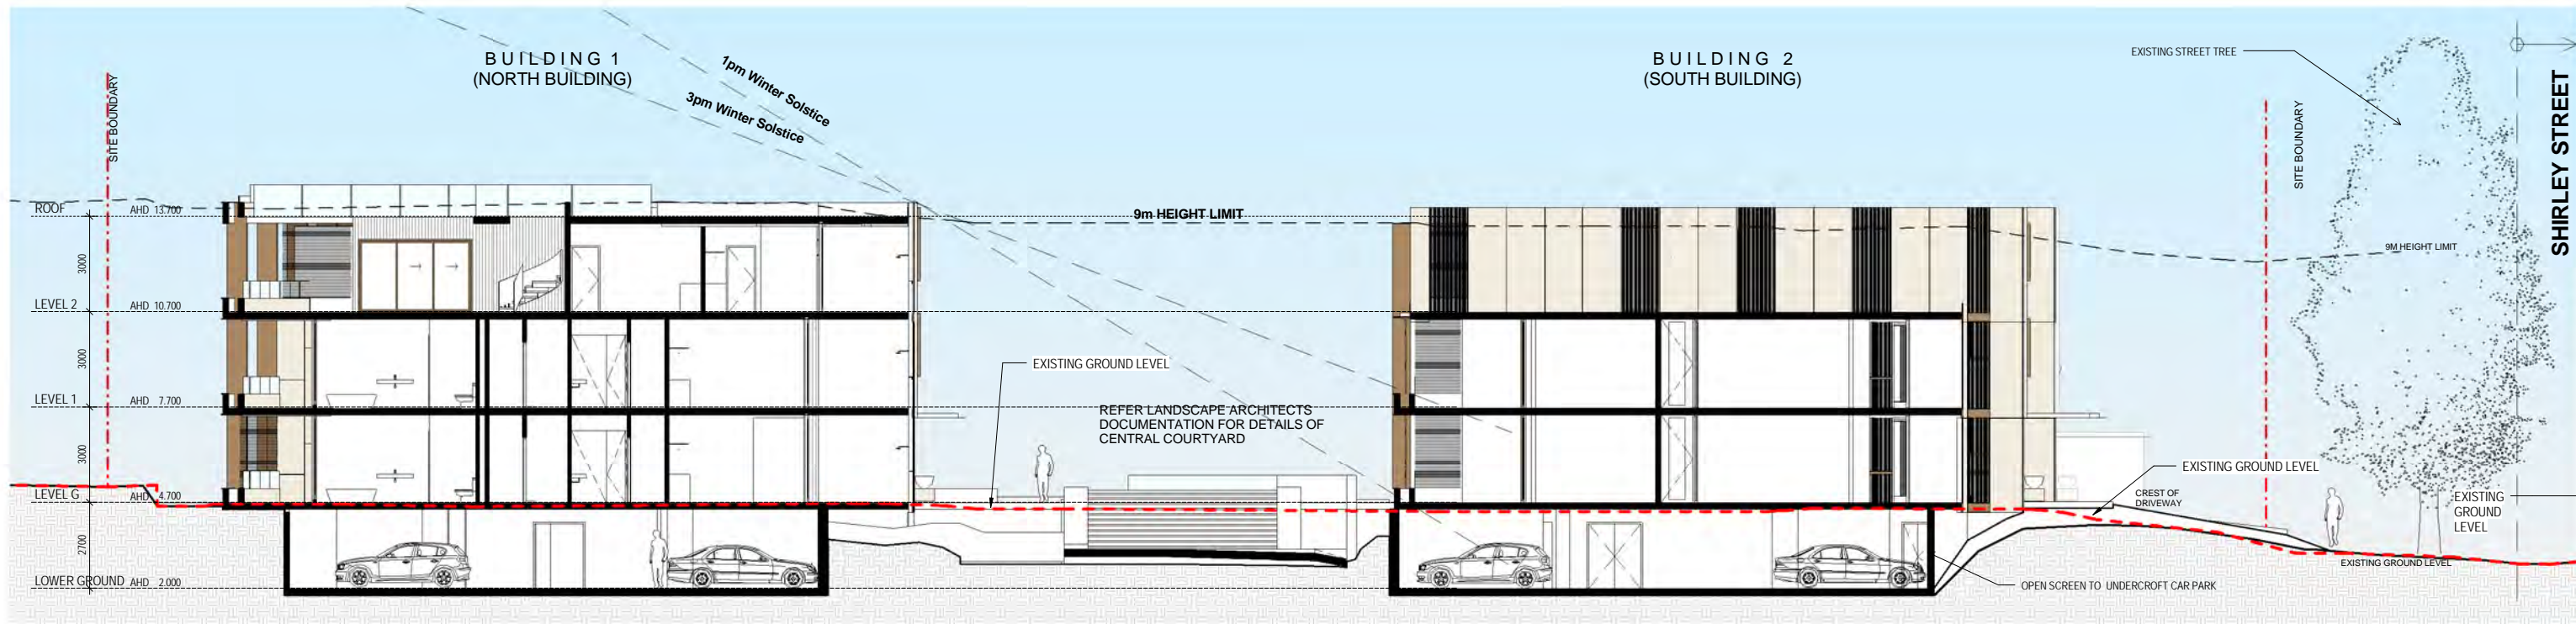 BUILDING 1
(NORTH BUILDING)
1pm Winter Solstice
3pm Winter Solstice
BUILDING 2
(SOUTH BUILDING)
EXISTING STREET TREE
SHIRLEY STREET
SITE BOUNDARY
SITE BOUNDARY
ROOF AHD 13.700
9m HEIGHT LIMIT
9M HEIGHT LIMIT
3000
LEVEL 2 AHD 10.700
3000
EXISTING GROUND LEVEL
LEVEL 1 AHD 7.700
REFER LANDSCAPE ARCHITECTS
DOCUMENTATION FOR DETAILS OF
CENTRAL COURTYARD
3000
EXISTING GROUND LEVEL
LEVEL G AHD 4.700
CREST OF
DRIVEWAY
EXISTING
GROUND
LEVEL
2700
EXISTING GROUND LEVEL
LOWER GROUND AHD 2.000
OPEN SCREEN TO UNDERCROFT CAR PARK